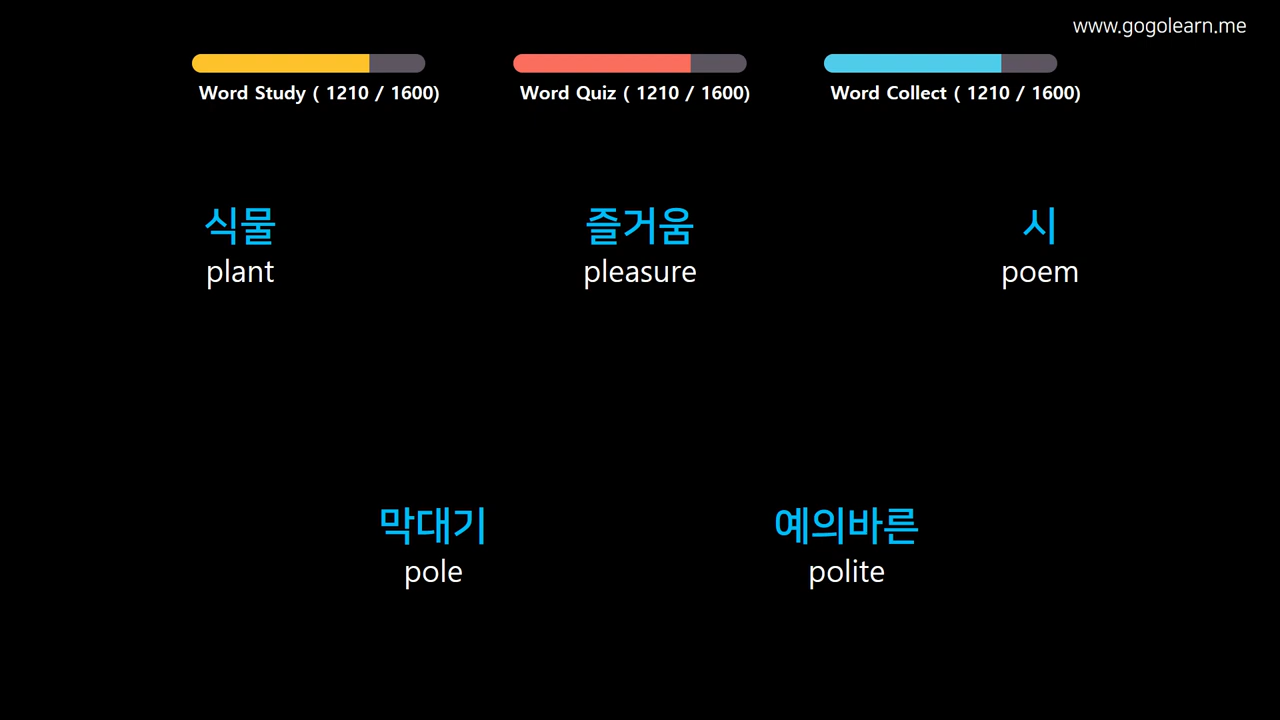 www.gogolearn.me
Word Study ( 1210 / 1600)
Word Quiz ( 1210 / 1600)
Word Collect ( 1210 / 1600)
식물
plant
즐거움
pleasure
시
poem
막대기
pole
예의바른
polite